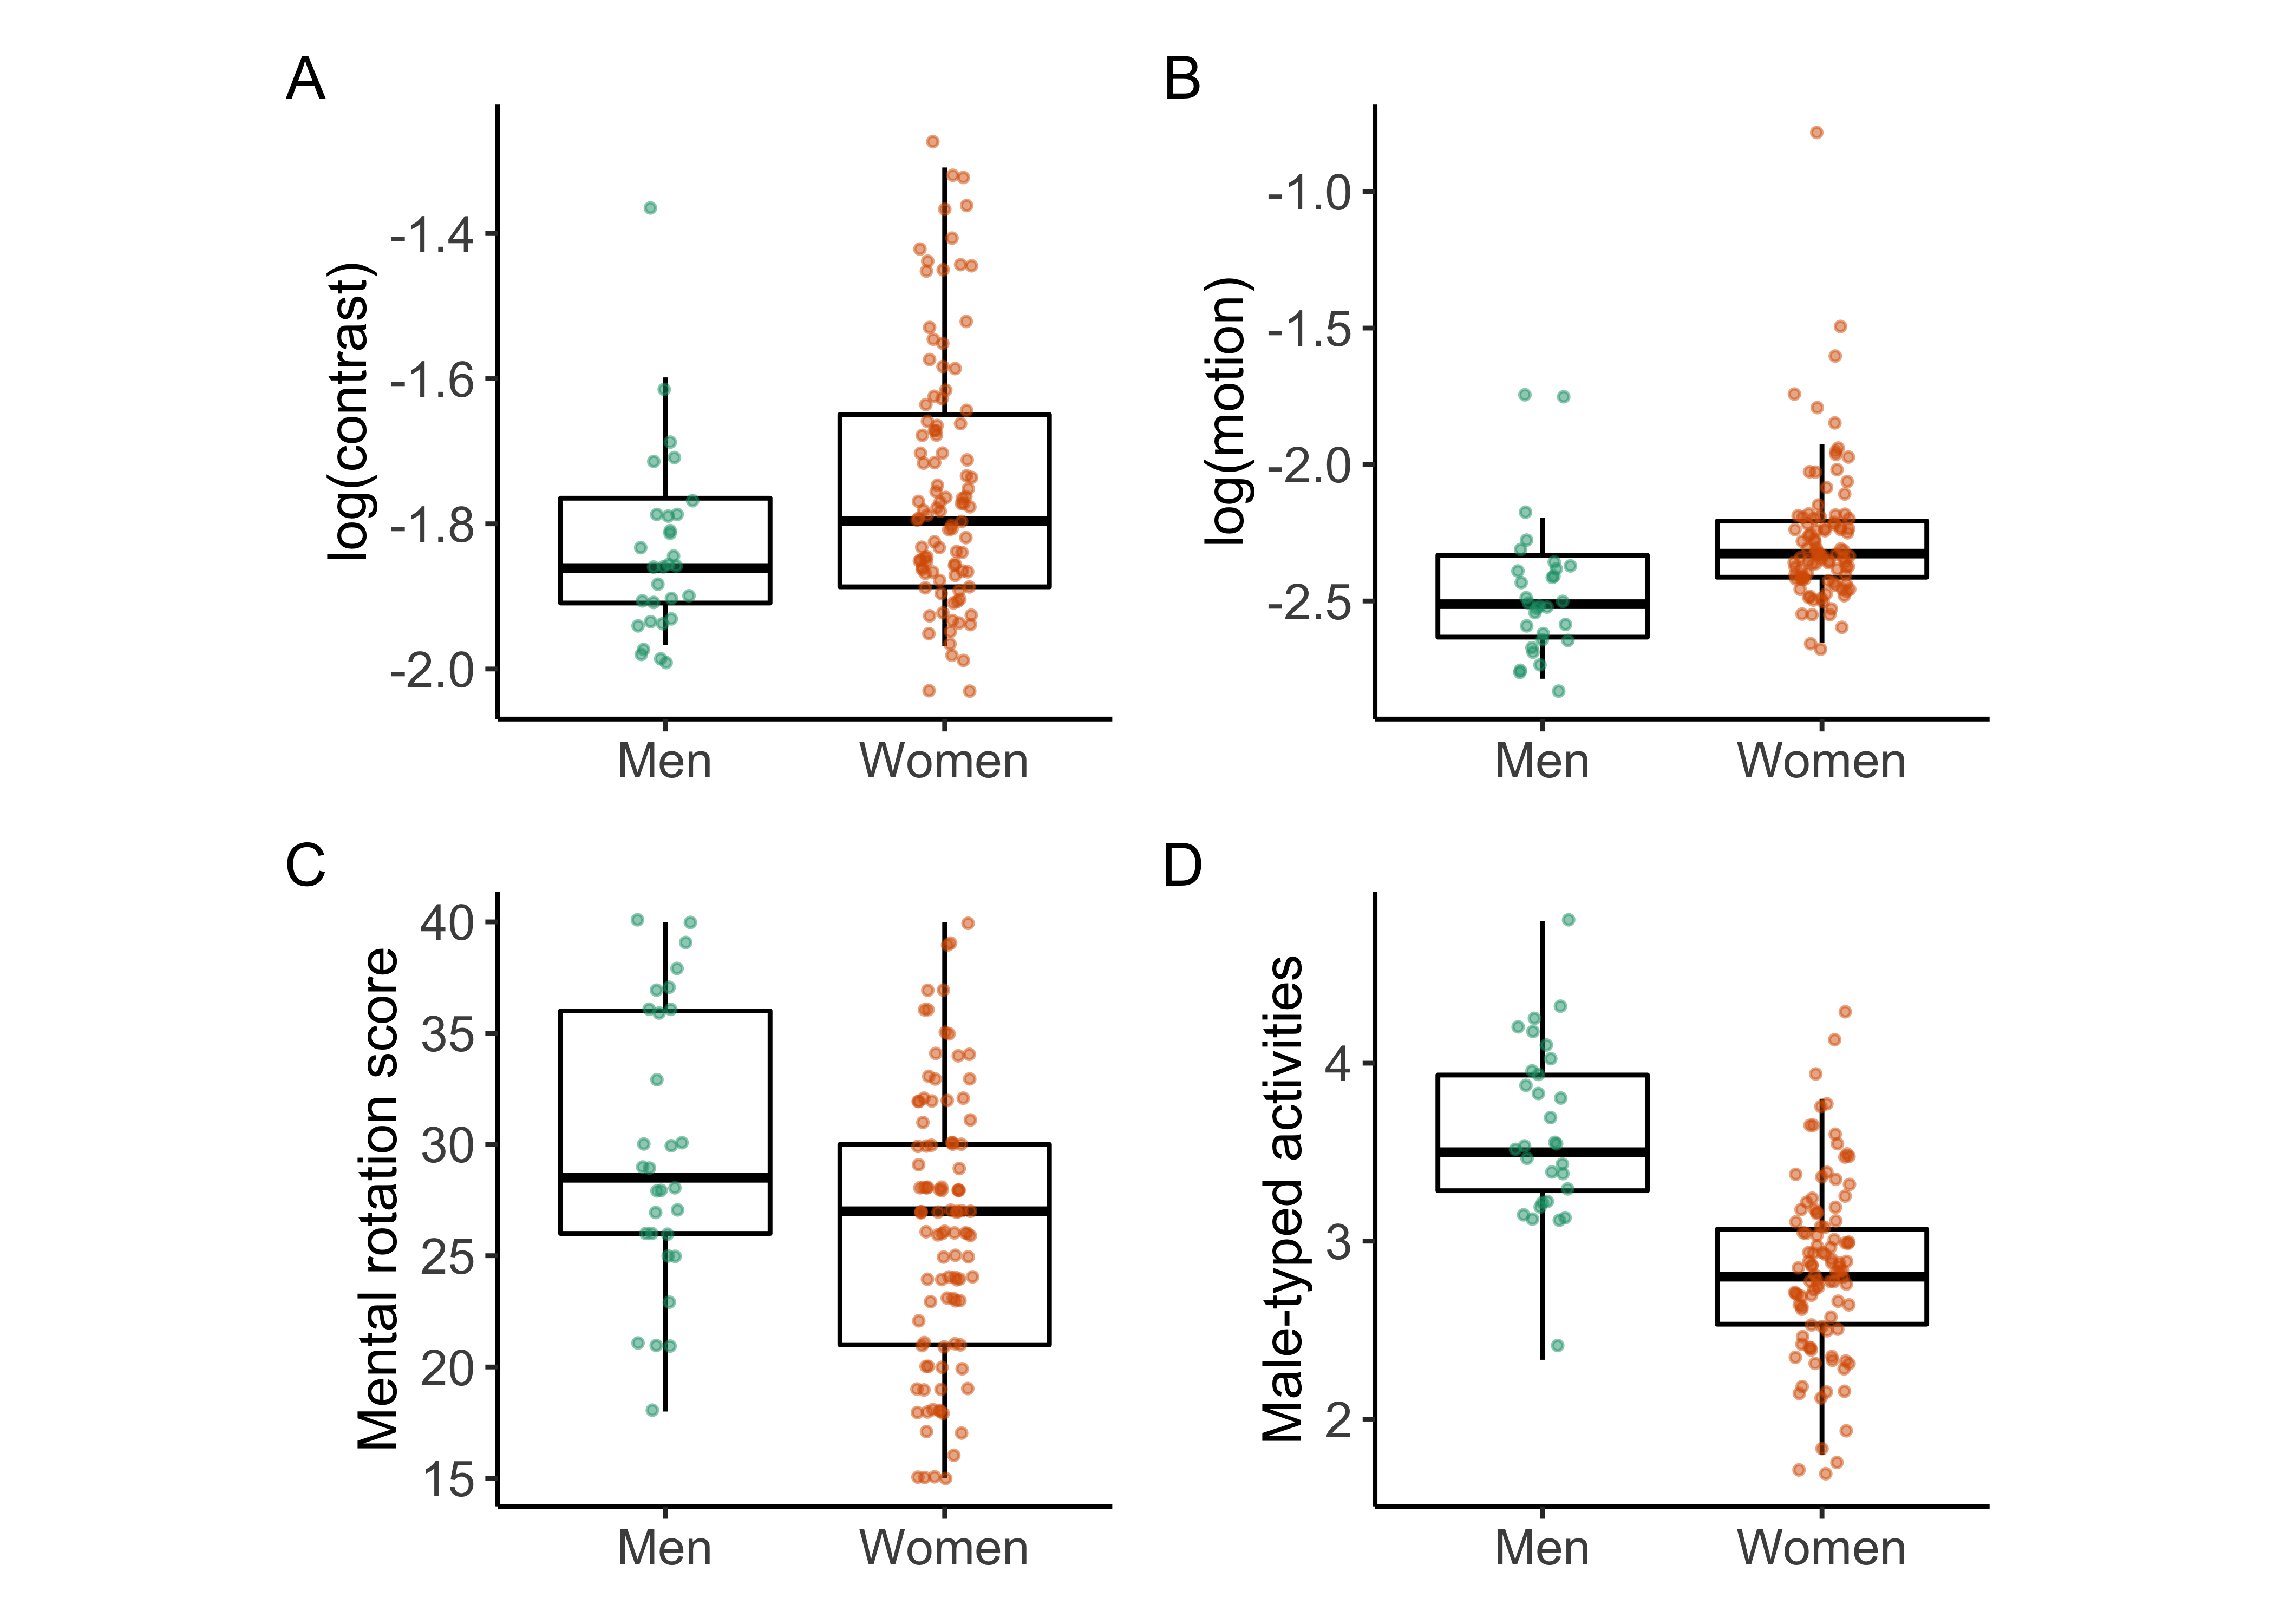 A
log(contrast)
-1.4
-1.6
-1.8
-2.0
Men Women
B
log(motion)
-1.0
-1.5
-2.0
-2.5
Men Women
C
Mental rotation score
40
35
30
25
20
15
Men Women
D
Male-typed activities
4
3
2
Men Women